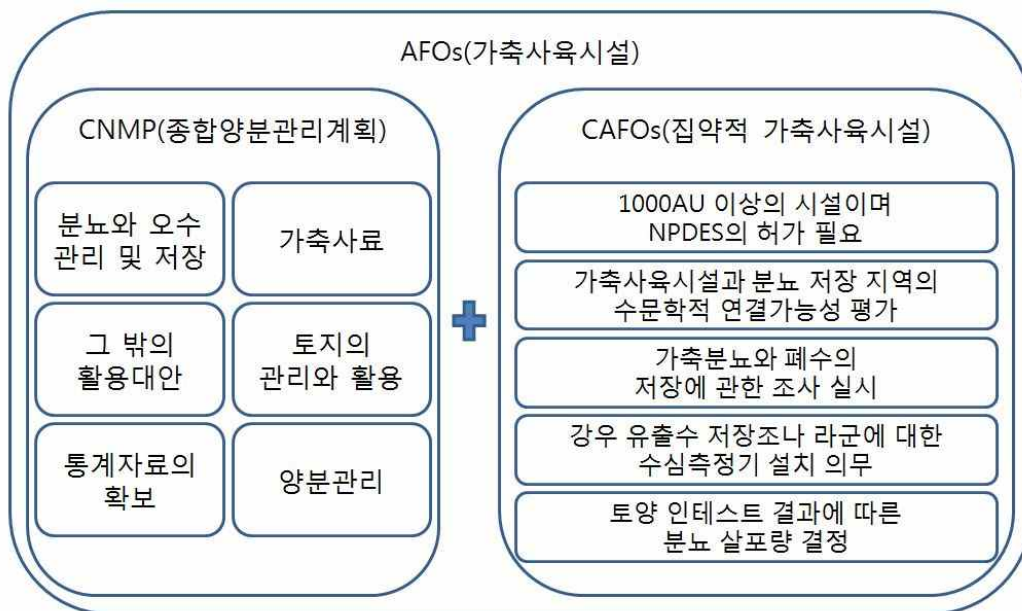 AFOs(가축사육시설)
CNMP(종합양분관리계획)
분뇨와 오수
관리 및 저장
가축사료
그 밖의
활용대안
토지의
관리와 활용
통계자료의
확보
양분관리
CAFOs(집약적 가축사육시설)
1000AU 이상의 시설이며
NPDES의 허가 필요
가축사육시설과 분뇨 저장 지역의
수문학적 연결가능성 평가
가축분뇨와 폐수의
저장에 관한 조사 실시
강우 유출수 저장조나 라군에 대한
수심측정기 설치 의무
토양 인테스트 결과에 따른
분뇨 살포량 결정